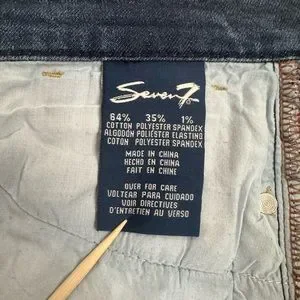 Seven7
64% 35% 1%
COTTON POLYESTER SPANDEX
ALGODON POLIESTER ELASTINO
COTON POLYESTER SPANDEX
MADE IN CHINA
HECHO EN CHINA
FAIT EN CHINE
OVER FOR CARE
VOLTEAR PARA CUIDADO
VOIR DIRECTIVES
D'ENTRETIEN AU VERSO